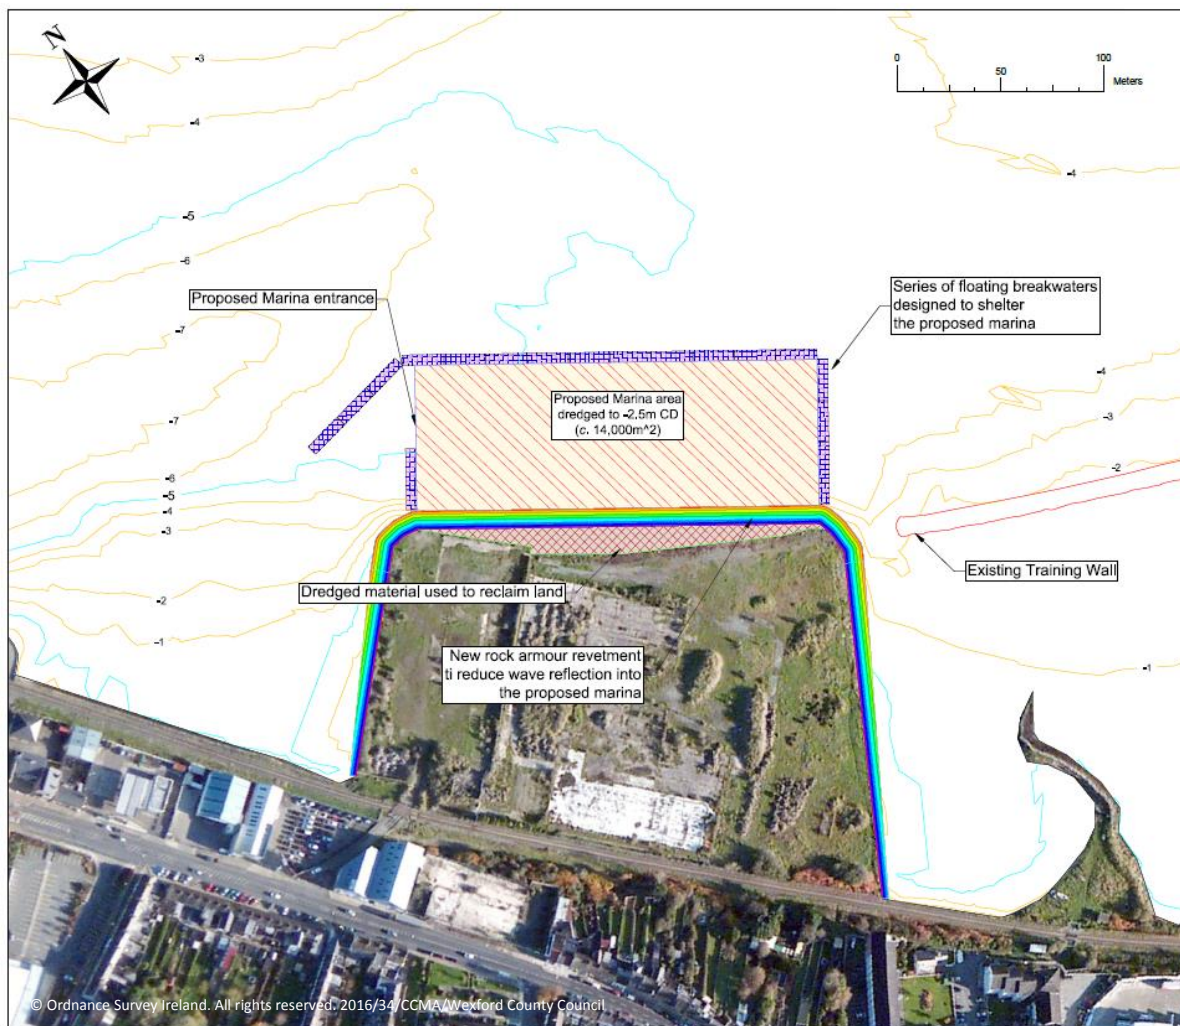 N
0
50
100
Meters
-3
-4
-4
-5
-6
-7
Proposed Marina entrance
Series of floating breakwaters
designed to shelter
the proposed marina
Proposed Marina area
dredged to -2.5m CD
(c. 14,000m^2)
-4
-3
-2
-7
-6
-5
-4
-3
-2
-1
Existing Training Wall
Dredged material used to reclaim land
New rock armour revetment
ti reduce wave reflection into
the proposed marina
-1
© Ordnance Survey Ireland. All rights reserved. 2016/34/CCMA/Wexford County Council